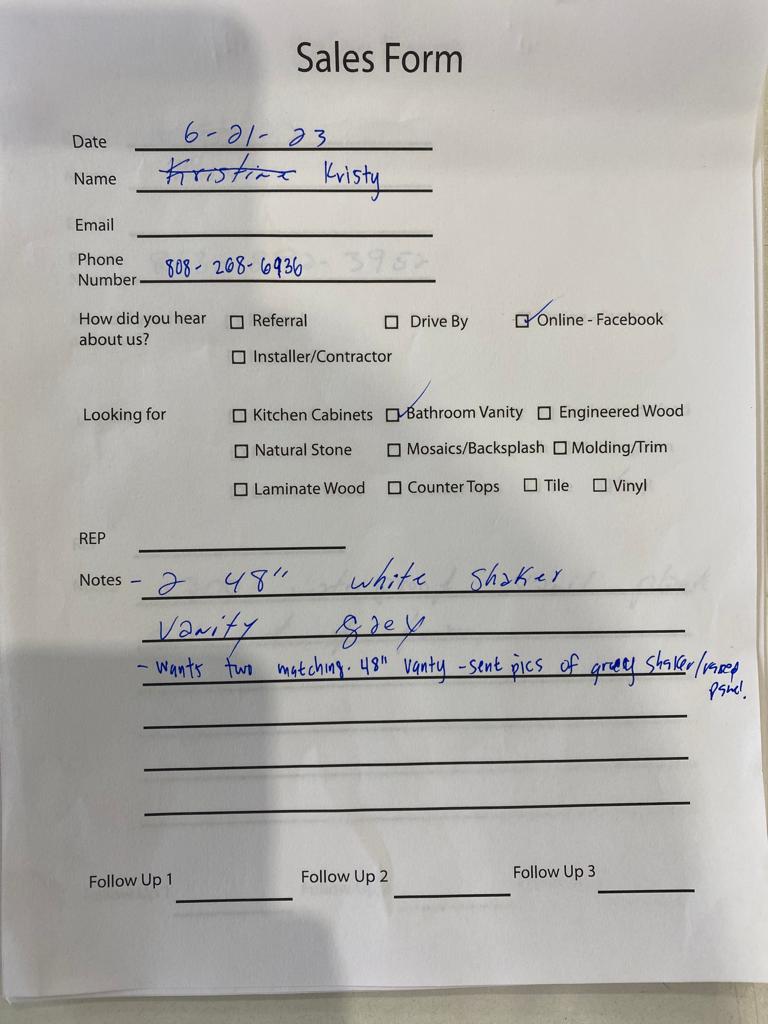 Sales Form
Date 6-21-23
Name Kristina Kristy
Email
Phone Number 808-268-6936
How did you hear about us? ☐ Referral ☐ Drive By ☑ Online - Facebook
☐ Installer/Contractor
Looking for ☐ Kitchen Cabinets ☑ Bathroom Vanity ☐ Engineered Wood
☐ Natural Stone ☐ Mosaics/Backsplash ☐ Molding/Trim
☐ Laminate Wood ☐ Counter Tops ☐ Tile ☐ Vinyl
REP
Notes - 2 48" white shaker
Vanity grey
- wants two matching. 48" vanty - sent pics of grey shaker/
panel.
Follow Up 1 Follow Up 2 Follow Up 3